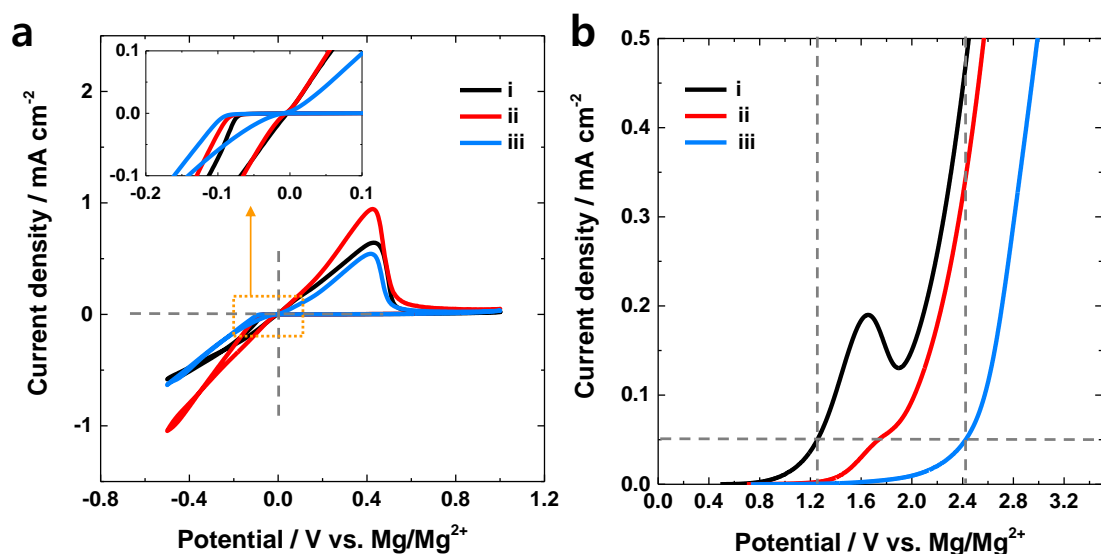 a
Current density / mA cm⁻²
2
1
0
-1
-0.8
-0.4
0.0
0.4
0.8
1.2
Potential / V vs. Mg/Mg²⁺
0.1
0.0
-0.1
-0.2
-0.1
0.0
0.1
i
ii
iii
b
Current density / mA cm⁻²
0.5
0.4
0.3
0.2
0.1
0.0
0.0
0.4
0.8
1.2
1.6
2.0
2.4
2.8
3.2
Potential / V vs. Mg/Mg²⁺
i
ii
iii